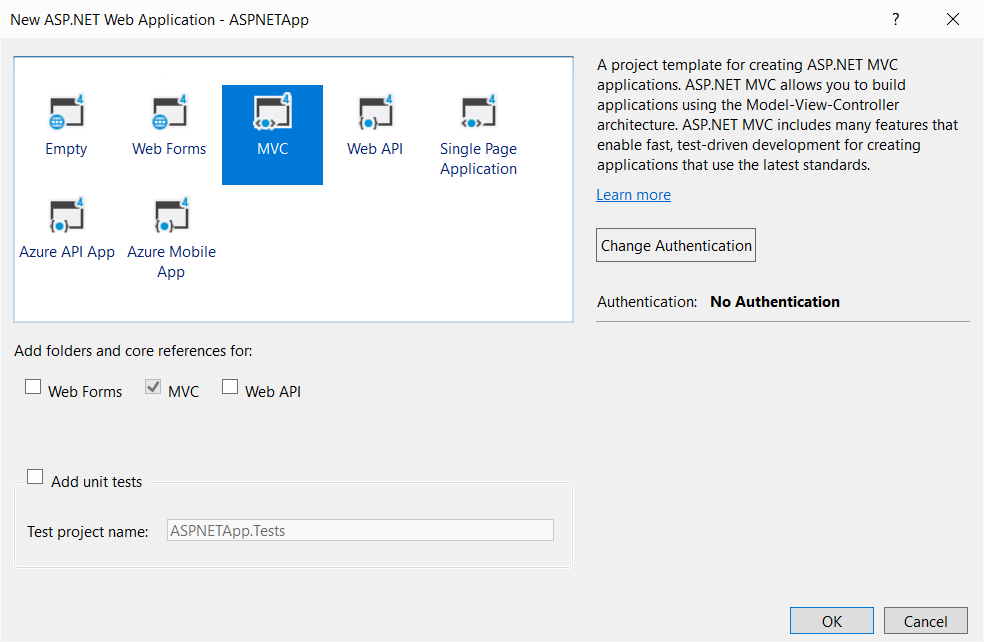 New ASP.NET Web Application - ASPNETApp
?
4 4 4 4 4
Empty Web Forms MVC Web API Single Page
Application
4 4
Azure API App Azure Mobile
App
A project template for creating ASP.NET MVC
applications. ASP.NET MVC allows you to build
applications using the Model-View-Controller
architecture. ASP.NET MVC includes many features that
enable fast, test-driven development for creating
applications that use the latest standards.
Learn more
Change Authentication
Authentication: No Authentication
Add folders and core references for:
Web Forms MVC Web API
Add unit tests
Test project name: ASPNETApp.Tests
OK Cancel